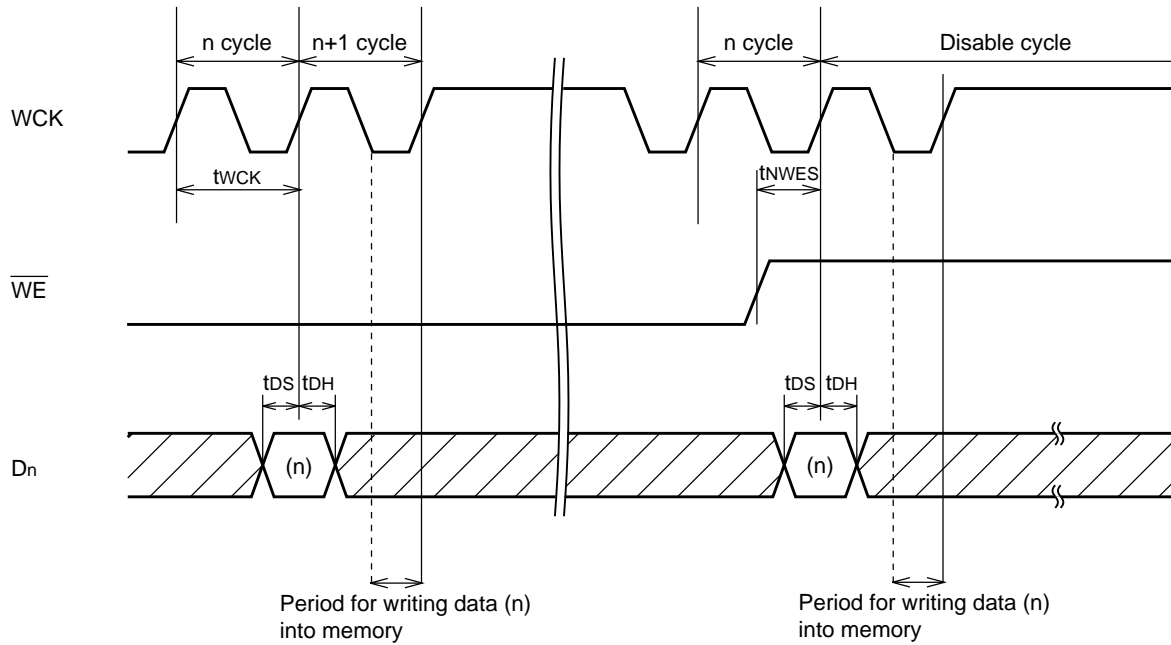 n cycle
n+1 cycle
n cycle
Disable cycle
WCK
tWCK
tNWES
WE
tDS
tDH
tDS
tDH
Dn
(n)
(n)
Period for writing data (n)
into memory
Period for writing data (n)
into memory